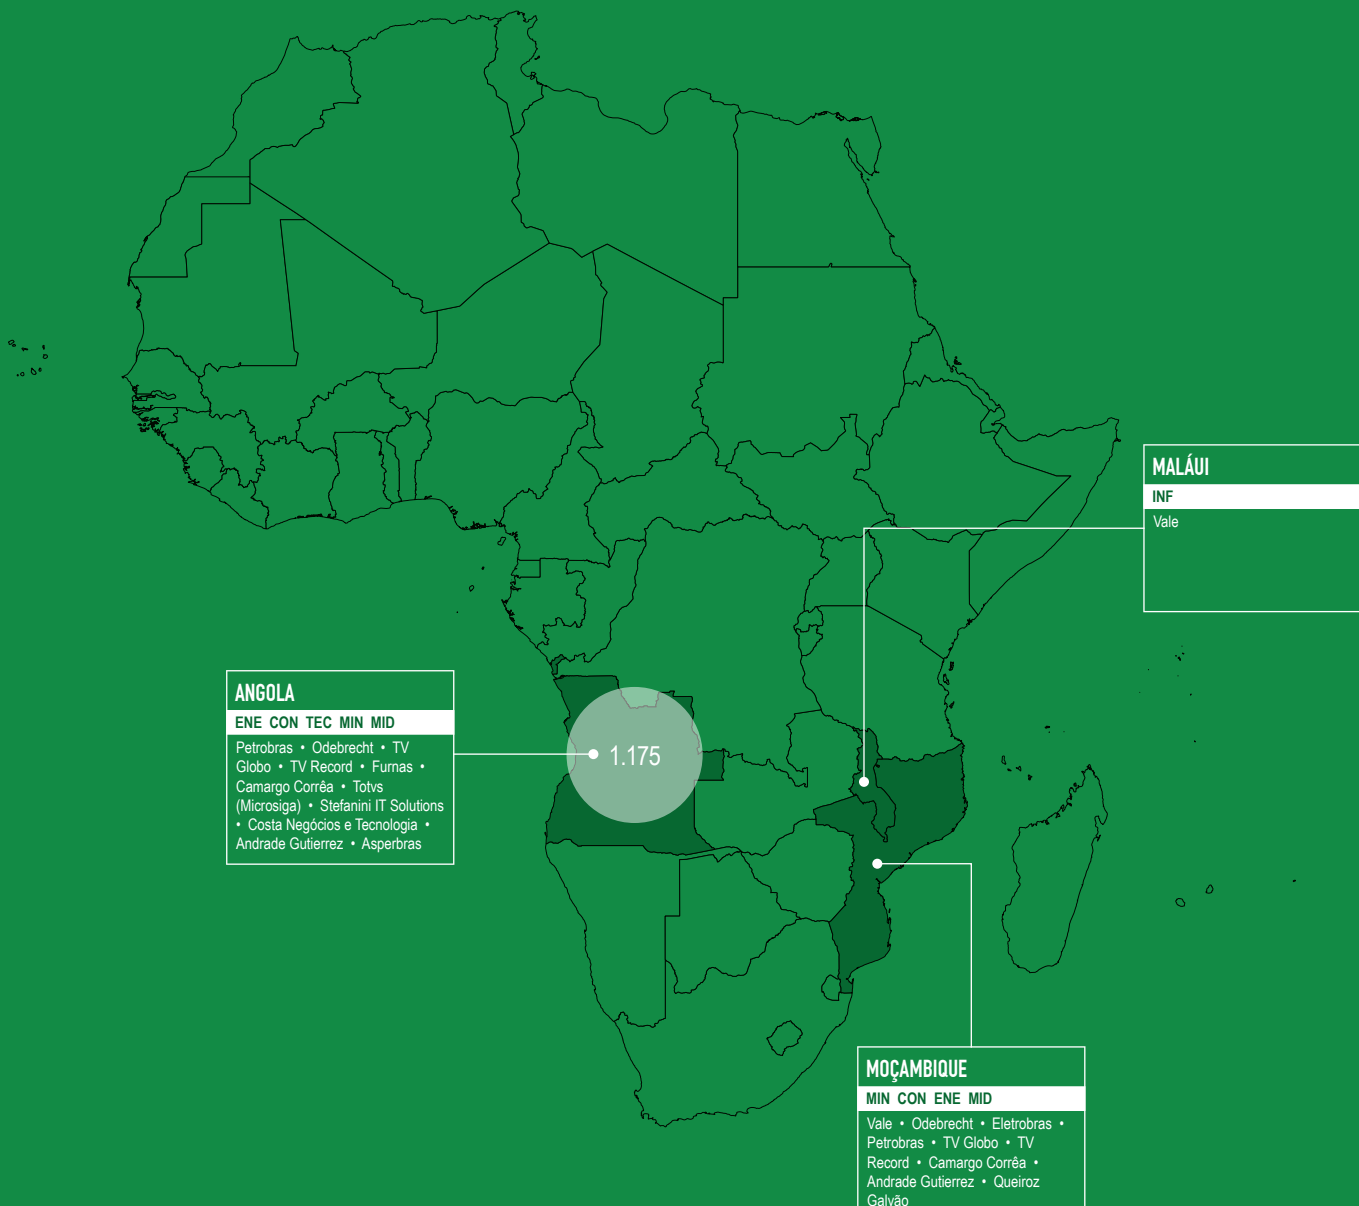 MALÁUI
INF
Vale
ANGOLA
ENE CON TEC MIN MID
Petrobras • Odebrecht • TV
Globo • TV Record • Furnas •
Camargo Corrêa • Totvs
(Microsiga) • Stefanini IT Solutions
• Costa Negócios e Tecnologia •
Andrade Gutierrez • Asperbras
1.175
MOÇAMBIQUE
MIN CON ENE MID
Vale • Odebrecht • Eletrobras •
Petrobras • TV Globo • TV
Record • Camargo Corrêa •
Andrade Gutierrez • Queiroz
Galvão